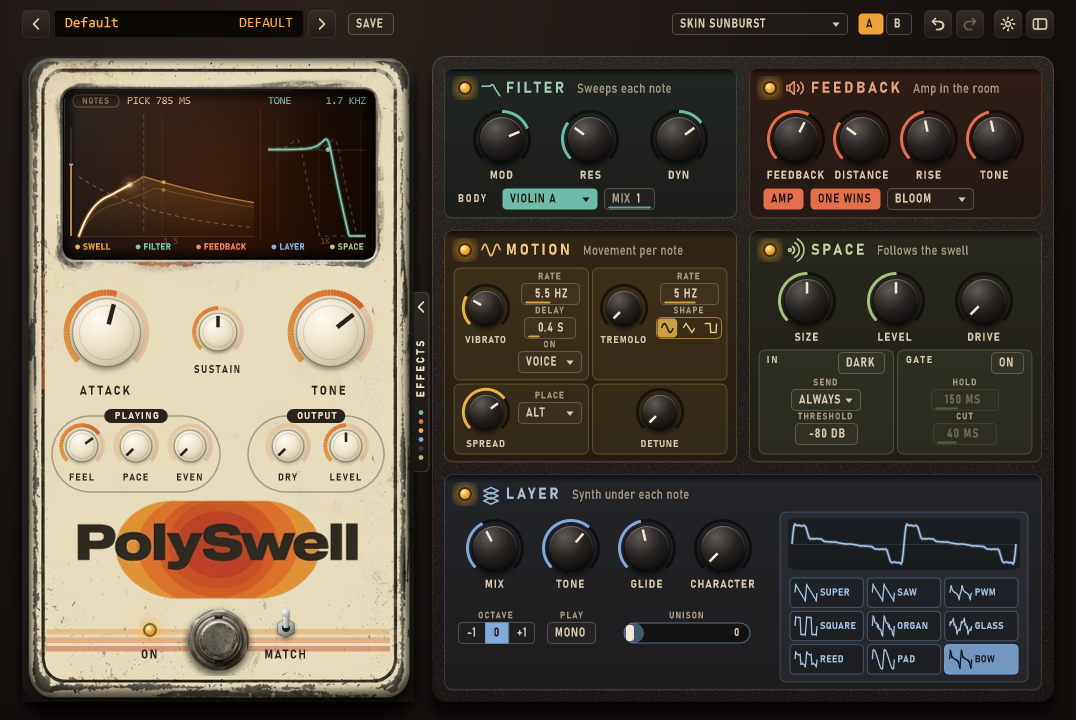 Default DEFAULT
SAVE
SKIN SUNBURST
A B
NOTES PICK 785 MS TONE 1.7 KHZ
SWELL FILTER FEEDBACK LAYER SPACE
ATTACK
SUSTAIN
TONE
PLAYING
FEEL PACE EVEN
OUTPUT
DRY LEVEL
PolySwell
ON MATCH
EFFECTS
FILTER Sweeps each note
MOD RES DYN
BODY VIOLIN A MIX 1
FEEDBACK Amp in the room
FEEDBACK DISTANCE RISE TONE
AMP ONE WINS BLOOM
MOTION Movement per note
VIBRATO
RATE
5.5 HZ
DELAY
0.4 S
ON
VOICE
TREMOLO
RATE
5 HZ
SHAPE
SPREAD
PLACE
ALT
DETUNE
SPACE Follows the swell
SIZE LEVEL DRIVE
IN DARK
SEND
ALWAYS
THRESHOLD
-80 DB
GATE ON
HOLD
150 MS
CUT
40 MS
LAYER Synth under each note
MIX TONE GLIDE CHARACTER
OCTAVE
-1 0 +1
PLAY
MONO
UNISON
0
SUPER SAW PWM
SQUARE ORGAN GLASS
REED PAD BOW